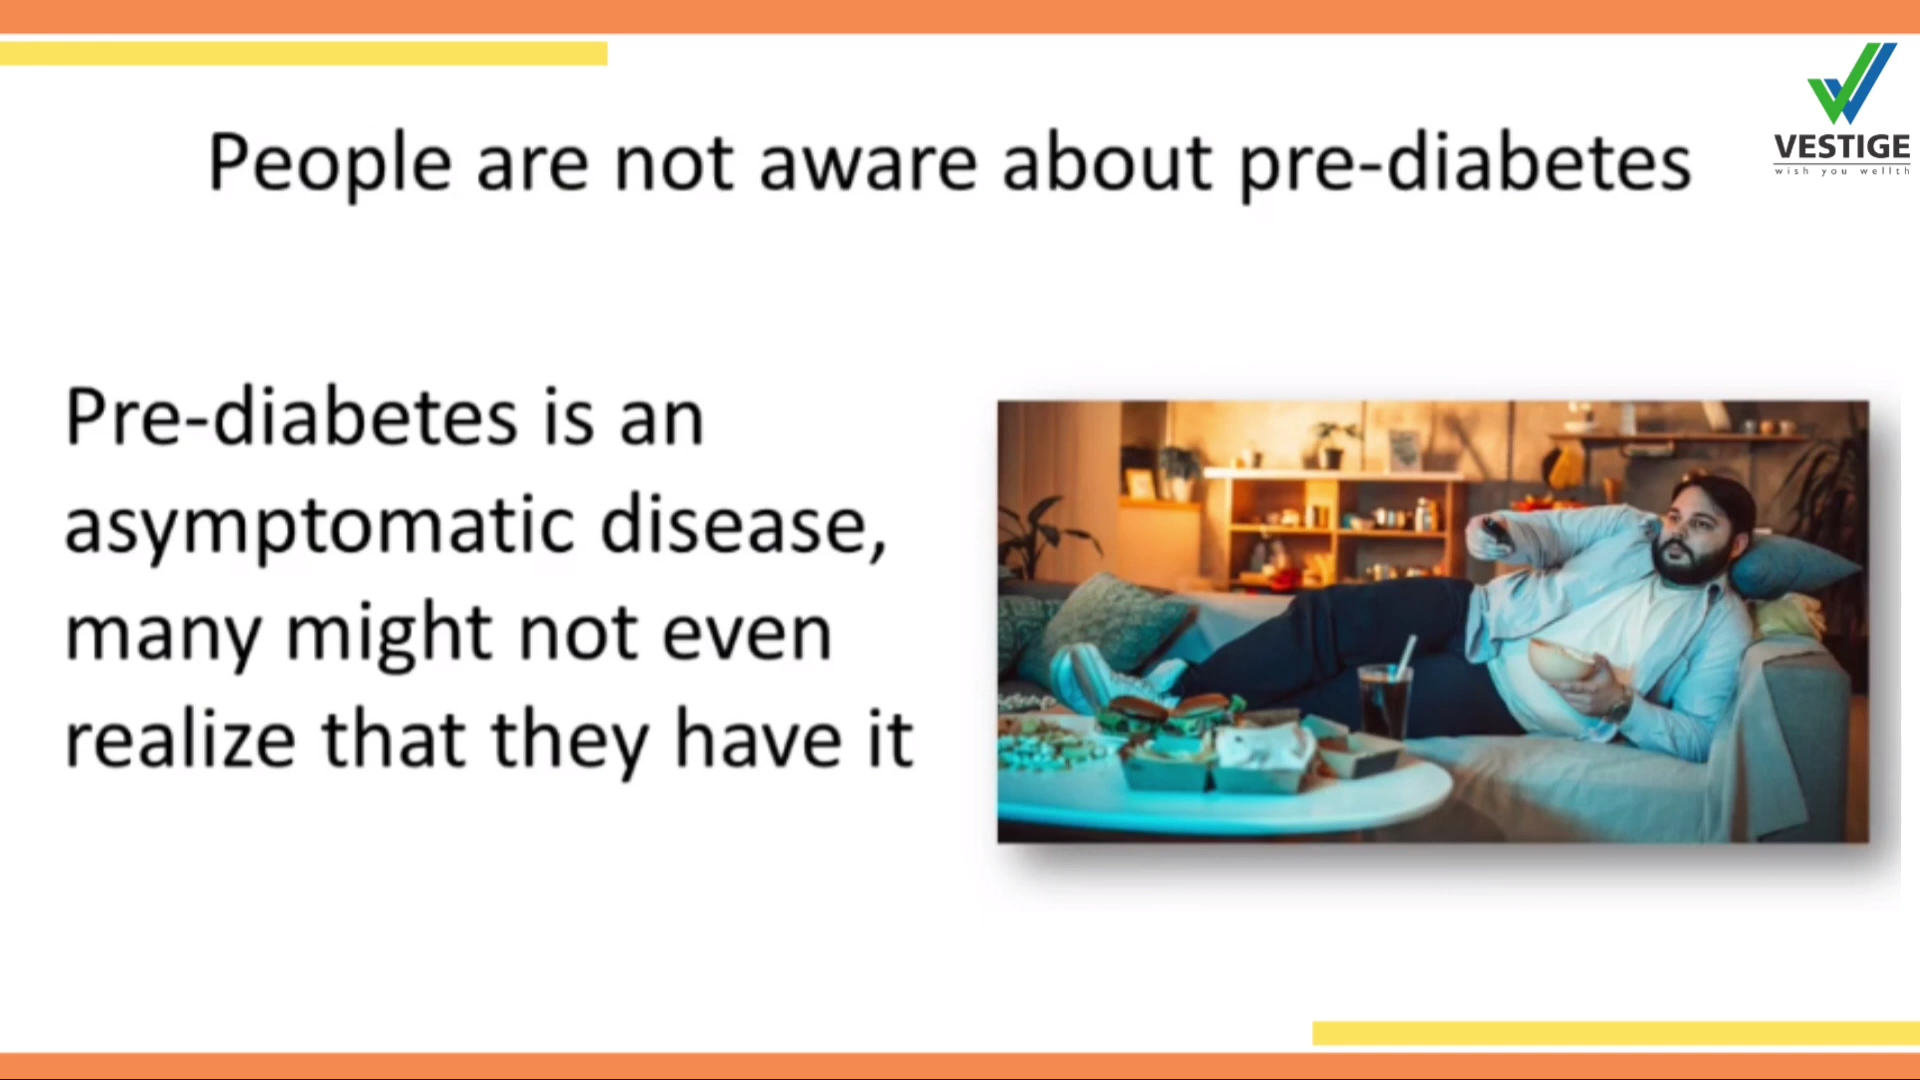 People are not aware about pre-diabetes
VESTIGE
wish you wellth
Pre-diabetes is an
asymptomatic disease,
many might not even
realize that they have it